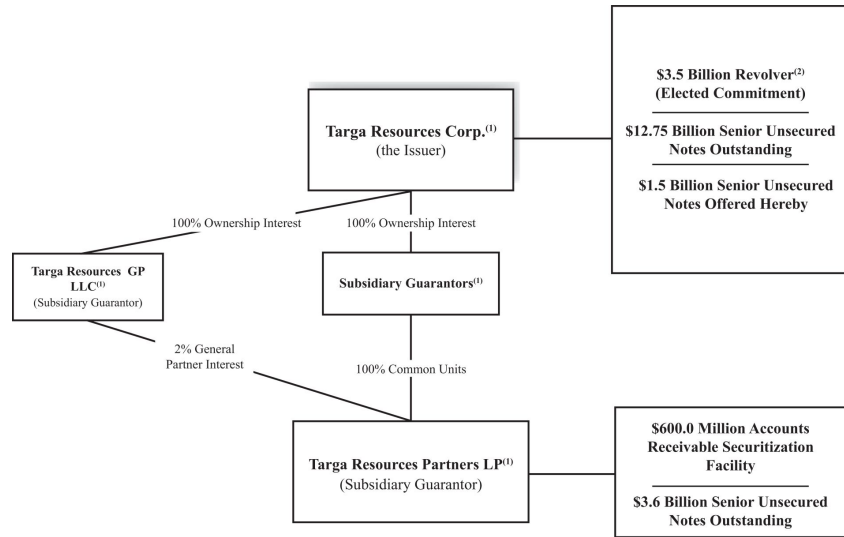 $3.5 Billion Revolver(2)
(Elected Commitment)
$12.75 Billion Senior Unsecured
Notes Outstanding
$1.5 Billion Senior Unsecured
Notes Offered Hereby
Targa Resources Corp.(1)
(the Issuer)
100% Ownership Interest
100% Ownership Interest
Targa Resources GP
LLC(1)
(Subsidiary Guarantor)
Subsidiary Guarantors(1)
2% General
Partner Interest
100% Common Units
Targa Resources Partners LP(1)
(Subsidiary Guarantor)
$600.0 Million Accounts
Receivable Securitization
Facility
$3.6 Billion Senior Unsecured
Notes Outstanding